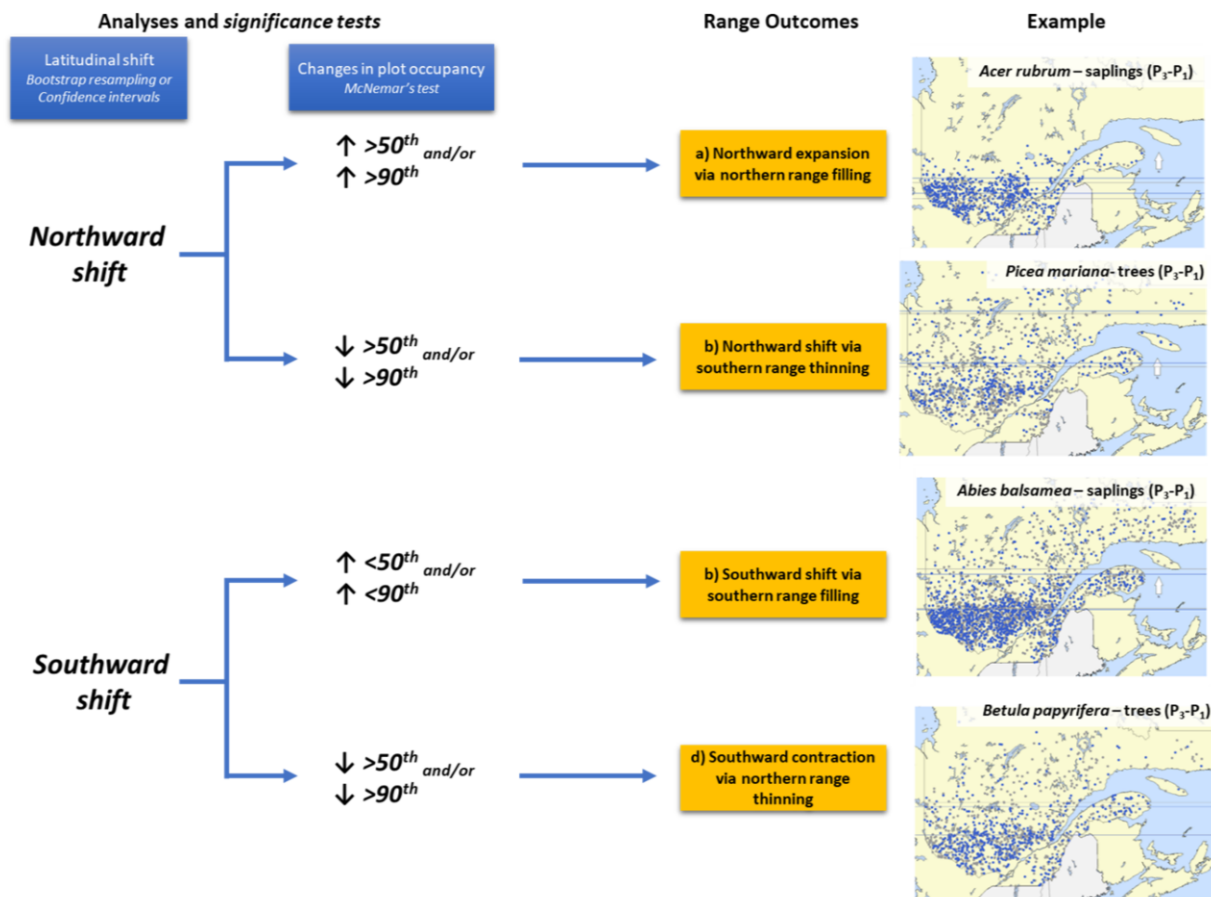 Analyses and significance tests
Range Outcomes
Example
Latitudinal shift
Bootstrap resampling or
Confidence intervals
Changes in plot occupancy
McNemar's test
Northward
shift
↑ >50th and/or
↑ >90th
a) Northward expansion
via northern range filling
Acer rubrum – saplings (P3-P1)
↓ >50th and/or
↓ >90th
b) Northward shift via
southern range thinning
Picea mariana- trees (P3-P1)
Southward
shift
↑ <50th and/or
↑ <90th
b) Southward shift via
southern range filling
Abies balsamea – saplings (P3-P1)
↓ >50th and/or
↓ >90th
d) Southward contraction
via northern range
thinning
Betula papyrifera – trees (P3-P1)